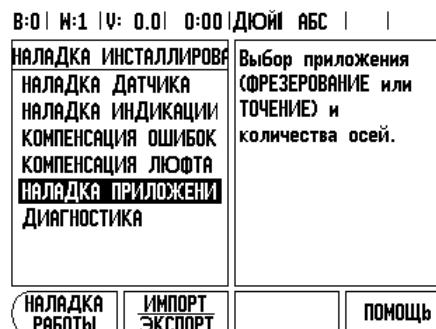 B:0| W:1 |V: 0.0| 0:00|ДЮЙМ АБС | |
НАЛАДКА ИНСТАЛЛИРОВА
НАЛАДКА ДАТЧИКА
НАЛАДКА ИНДИКАЦИИ
КОМПЕНСАЦИЯ ОШИБОК
КОМПЕНСАЦИЯ ЛЮФТА
НАЛАДКА ПРИЛОЖЕНИ
ДИАГНОСТИКА
Выбор приложения
(ФРЕЗЕРОВАНИЕ или
ТОЧЕНИЕ) и
количества осей.
НАЛАДКА
РАБОТЫ
ИМПОРТ
ЭКСПОРТ
ПОМОЩЬ